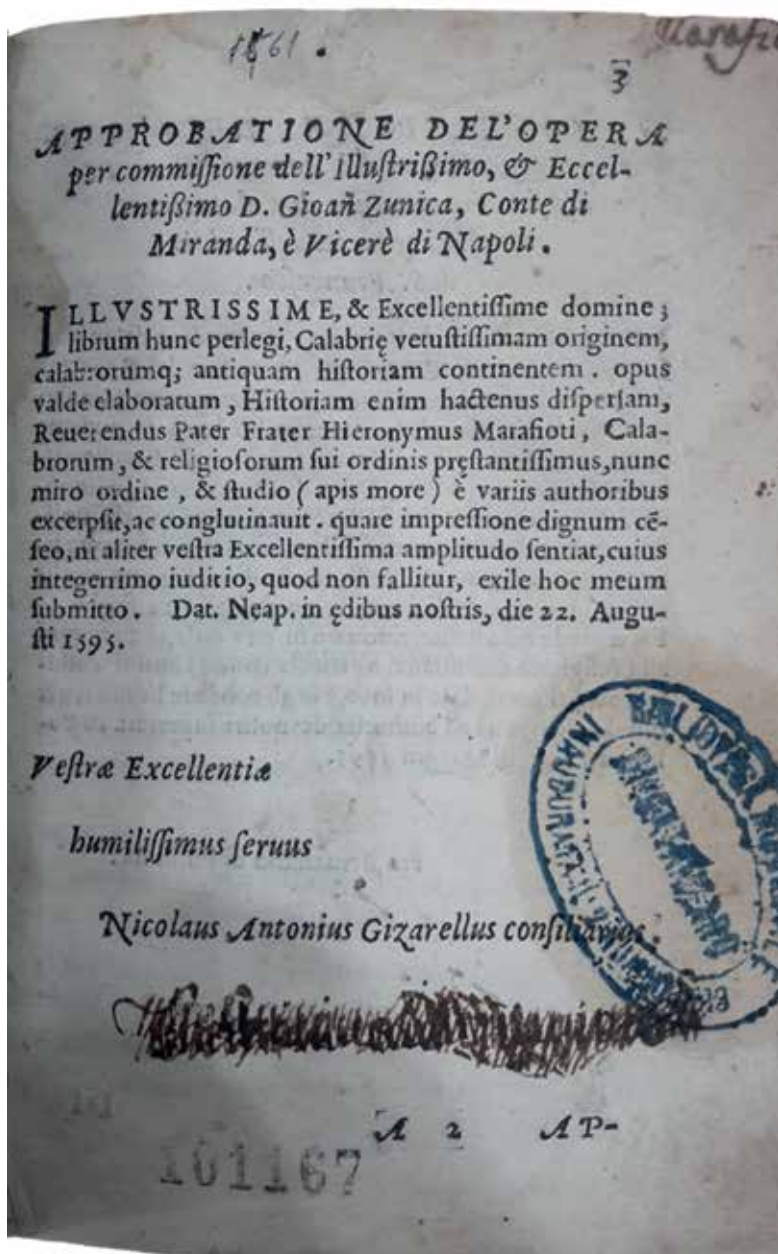 1861.
3
APPROBATIONE DEL'OPERA
per commißione dell'Illuſtrißimo, & Eccel-
lentißimo D. Gioañ Zunica, Conte di
Miranda, è Vicerè di Napoli.
ILLVSTRISSIME, & Excellentiſſime domine;
librum hunc perlegi, Calabrię vetuſtiſſimam originem,
calabrorumq; antiquam hiſtoriam continentem. opus
valde elaboratum, Hiſtoriam enim hactenus diſperſam,
Reuerendus Pater Frater Hieronymus Marafioti, Cala-
brorum, & religioſorum ſui ordinis pręſtantiſſimus, nunc
miro ordine, & ſtudio (apis more) è variis authoribus
excerpſit, ac conglutinauit. quare impreſſione dignum cē-
ſeo, ni aliter veſtra Excellentiſſima amplitudo ſentiat, cuius
integerrimo iuditio, quod non fallitur, exile hoc meum
ſubmitto. Dat. Neap. in ędibus noſtris, die 22. Augu-
ſti 1595.
Veſtræ Excellentiæ
humiliſſimus ſeruus
Nicolaus Antonius Gizarellus conſiliarius.
A 2 AP-
101167